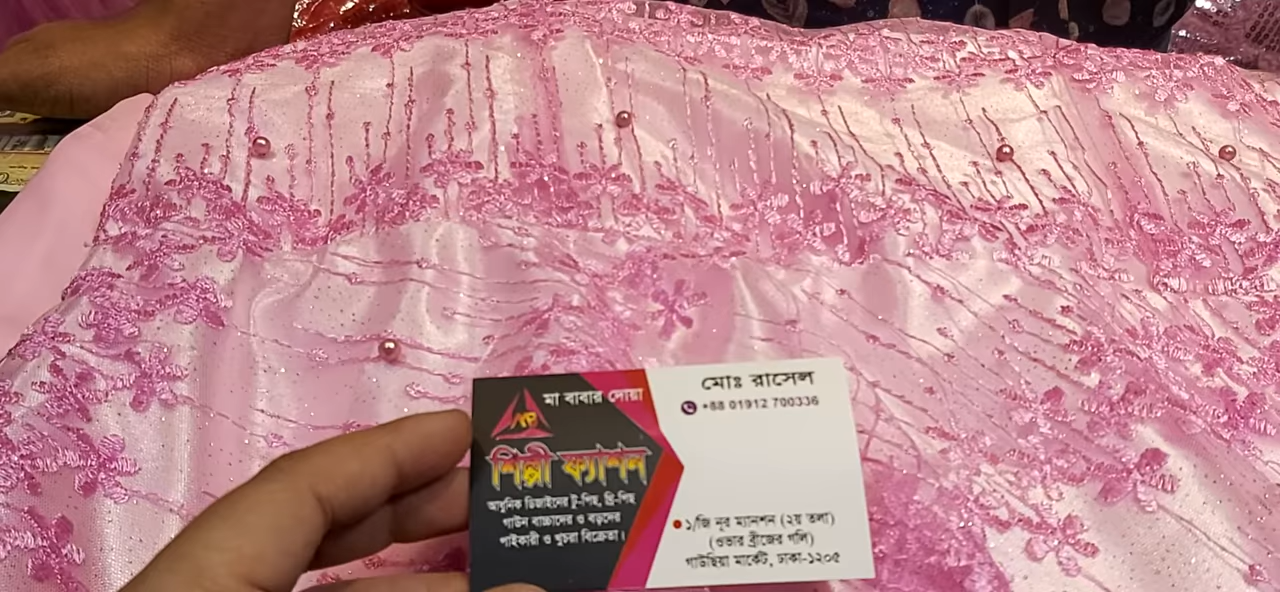 মা বাবার দোয়া
শিল্পী ফ্যাশন
আধুনিক ডিজাইনের টু-পিছ, থ্রি-পিছ
গাউন বাচ্চাদের ও বড়দের
পাইকারী ও খুচরা বিক্রেতা।
মোঃ রাসেল
+88 01912 700336
১/জি নূর ম্যানশন (২য় তলা)
(ওভার ব্রীজের গলি)
গাউছিয়া মার্কেট, ঢাকা-১২০৫